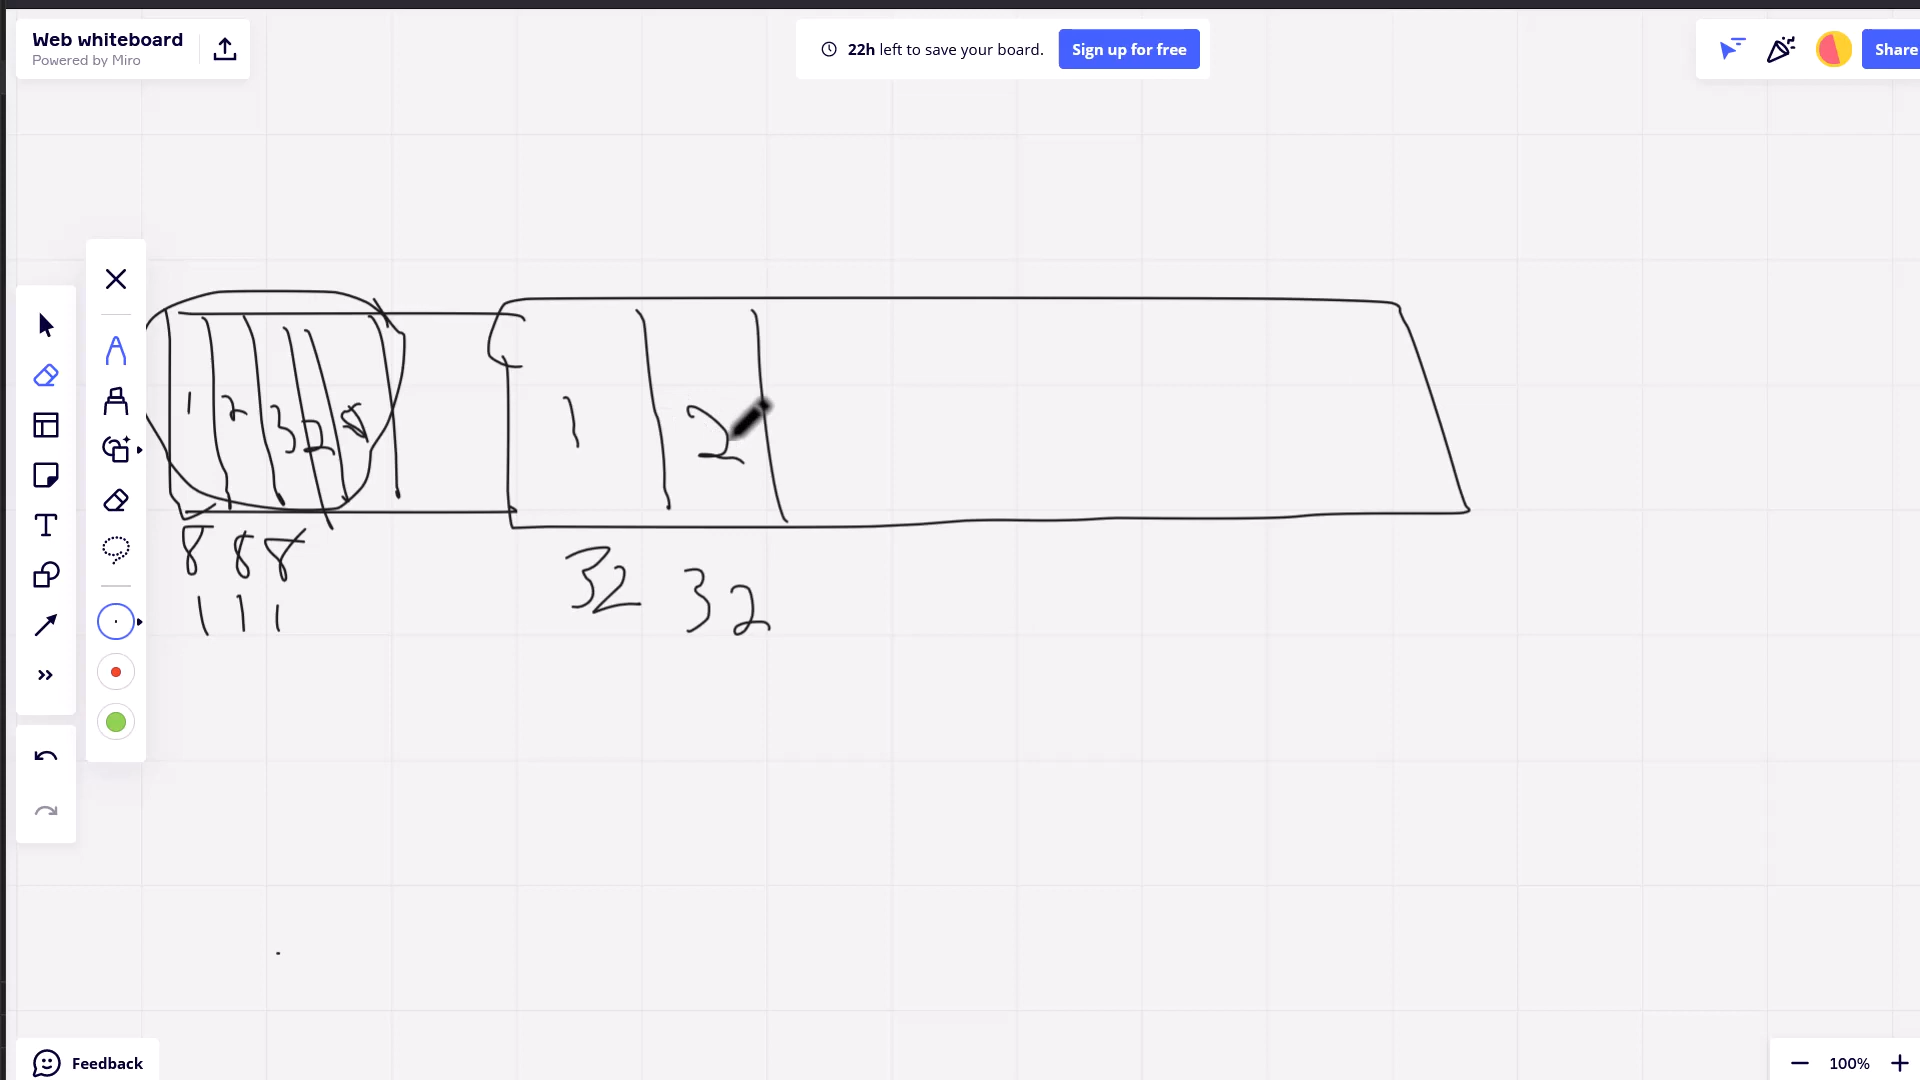 Web whiteboard
Powered by Miro
22h left to save your board.
Sign up for free
Share
1 2 3 2 8
1 2
8 8 8
32 32
1 1 1
T
Feedback
100%